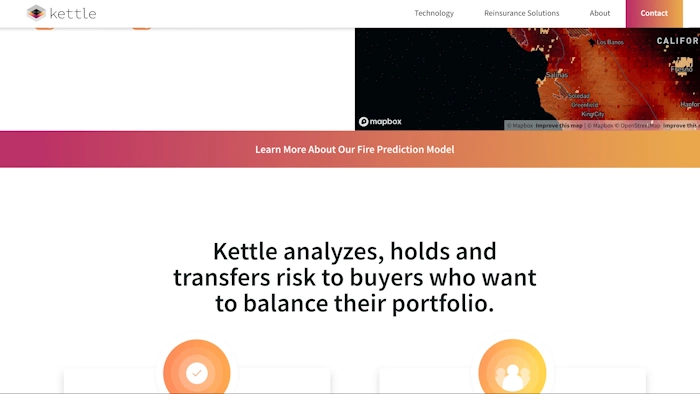 kettle
Technology
Reinsurance Solutions
About
Contact
CALIFOR
Los Banos
Salinas
Fresno
Soledad
Greenfield
King City
Hanfor
mapbox
© Mapbox Improve this map | © Mapbox © OpenStreetMap Improve this m
Learn More About Our Fire Prediction Model
Kettle analyzes, holds and
transfers risk to buyers who want
to balance their portfolio.